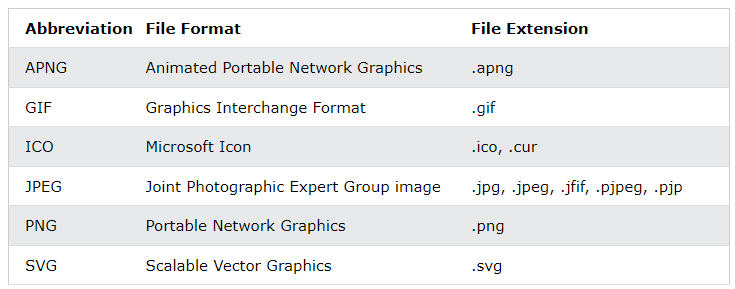 Abbreviation File Format File Extension
APNG Animated Portable Network Graphics .apng
GIF Graphics Interchange Format .gif
ICO Microsoft Icon .ico, .cur
JPEG Joint Photographic Expert Group image .jpg, .jpeg, .jfif, .pjpeg, .pjp
PNG Portable Network Graphics .png
SVG Scalable Vector Graphics .svg